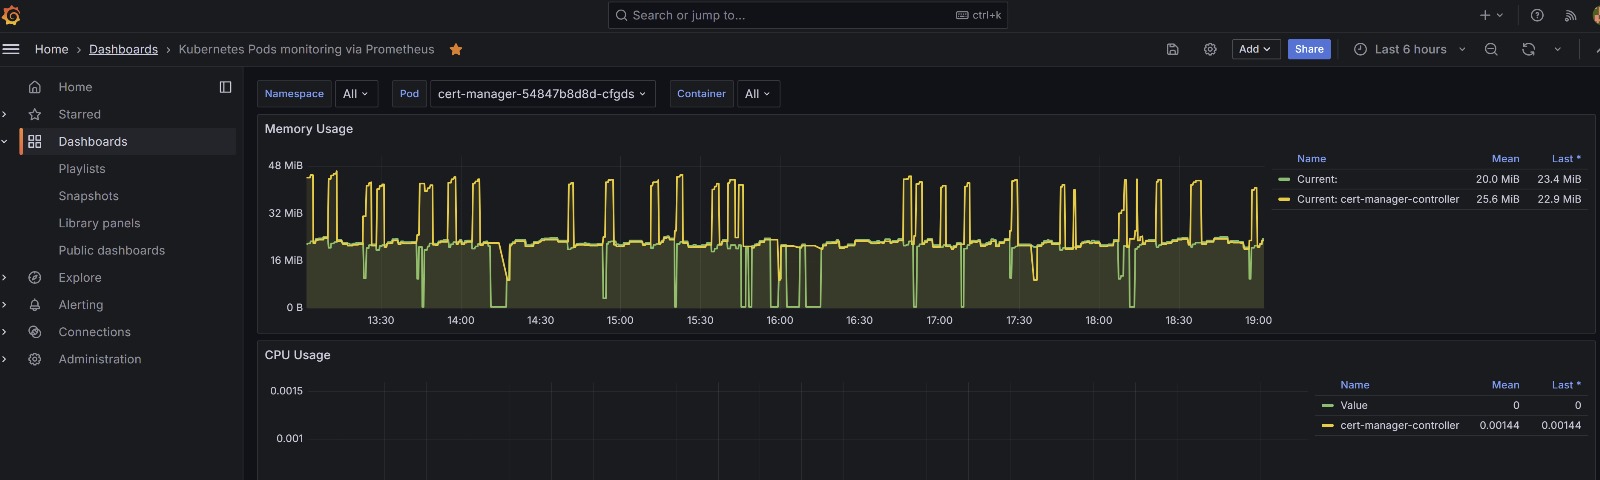 Search or jump to... ctrl+k
Home › Dashboards › Kubernetes Pods monitoring via Prometheus Add Share Last 6 hours
Home
Starred
Dashboards
Playlists
Snapshots
Library panels
Public dashboards
Explore
Alerting
Connections
Administration
Namespace All Pod cert-manager-54847b8d8d-cfgds Container All
Memory Usage
48 MiB
32 MiB
16 MiB
0 B
13:30 14:00 14:30 15:00 15:30 16:00 16:30 17:00 17:30 18:00 18:30 19:00
Name Mean Last *
Current: 20.0 MiB 23.4 MiB
Current: cert-manager-controller 25.6 MiB 22.9 MiB
CPU Usage
0.0015
0.001
Name Mean Last *
Value 0 0
cert-manager-controller 0.00144 0.00144